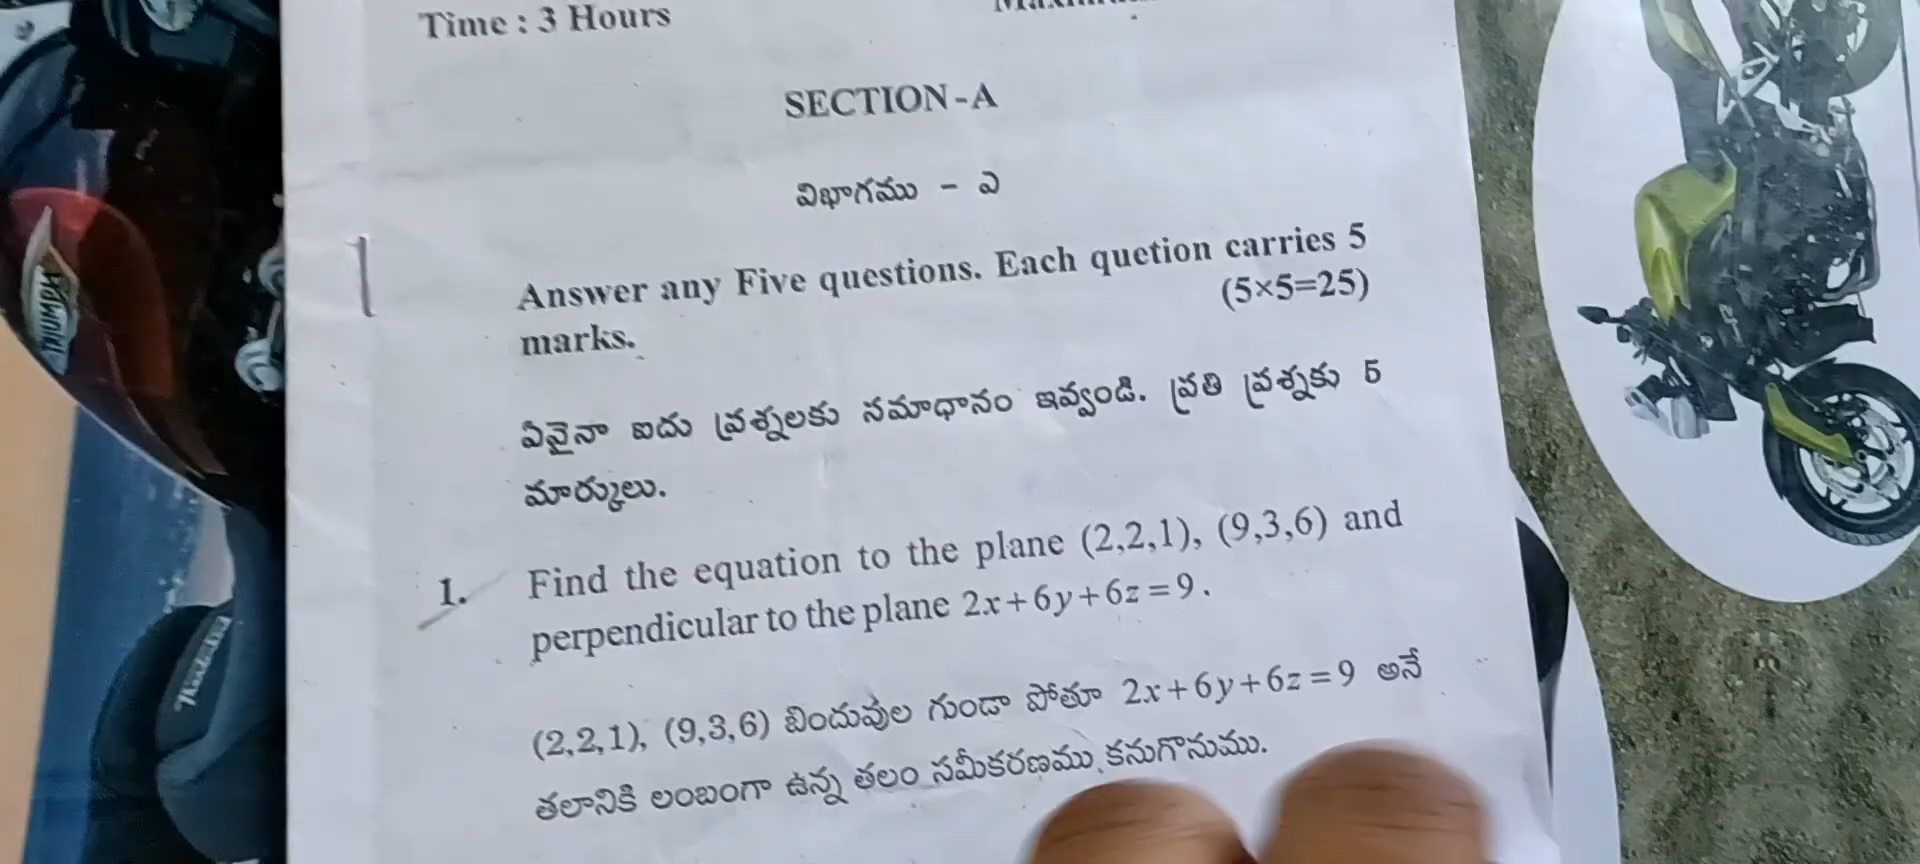 Time : 3 Hours
SECTION-A
విభాగము - ఎ
Answer any Five questions. Each quetion carries 5
marks. (5×5=25)
ఏవైనా ఐదు ప్రశ్నలకు సమాధానం ఇవ్వండి. ప్రతి ప్రశ్నకు 5
మార్కులు.
1. Find the equation to the plane (2,2,1), (9,3,6) and
perpendicular to the plane 2x+6y+6z=9.
(2,2,1), (9,3,6) బిందువుల గుండా పోతూ 2x+6y+6z=9 అనే
తలానికి లంబంగా ఉన్న తలం సమీకరణము కనుగొనుము.
TRIUMPH